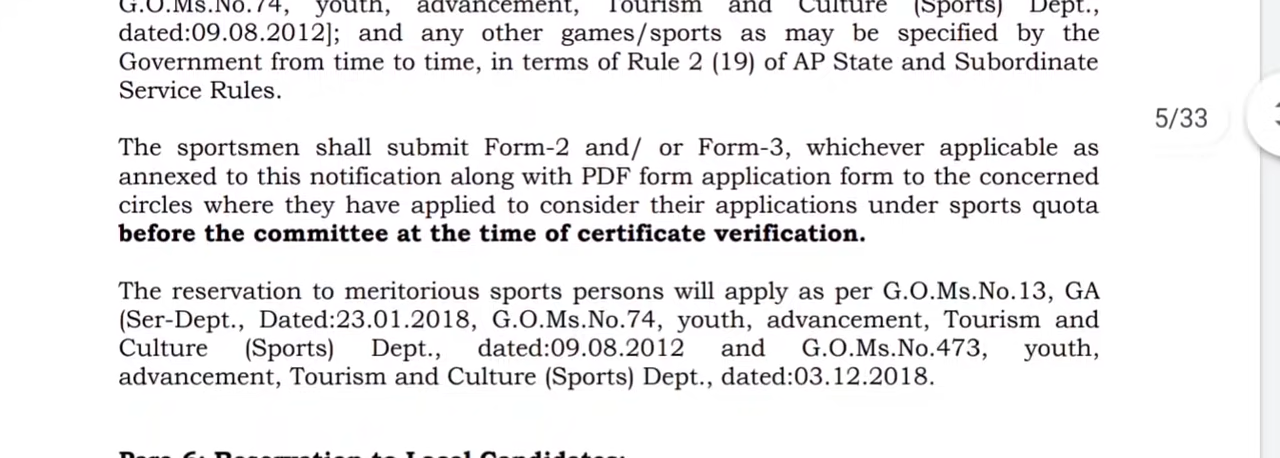 G.O.Ms.No.74, youth, advancement, Tourism and Culture (Sports) Dept.,
dated:09.08.2012]; and any other games/sports as may be specified by the
Government from time to time, in terms of Rule 2 (19) of AP State and Subordinate
Service Rules.
5/33
The sportsmen shall submit Form-2 and/ or Form-3, whichever applicable as
annexed to this notification along with PDF form application form to the concerned
circles where they have applied to consider their applications under sports quota
before the committee at the time of certificate verification.
The reservation to meritorious sports persons will apply as per G.O.Ms.No.13, GA
(Ser-Dept., Dated:23.01.2018, G.O.Ms.No.74, youth, advancement, Tourism and
Culture (Sports) Dept., dated:09.08.2012 and G.O.Ms.No.473, youth,
advancement, Tourism and Culture (Sports) Dept., dated:03.12.2018.
Reservation to Local Candidates: